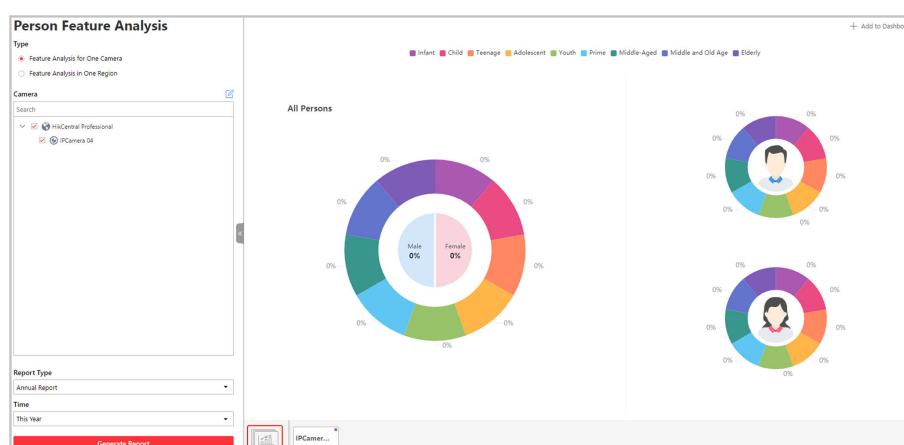 Person Feature Analysis
Type
Feature Analysis for One Camera
Feature Analysis in One Region
Camera
Search
HikCentral Professional
IPCamera 04
Report Type
Annual Report
Time
This Year
Generate Report
+ Add to Dashbo
Infant Child Teenage Adolescent Youth Prime Middle-Aged Middle and Old Age Elderly
All Persons
0% 0%
0% 0%
0% 0%
0% 0%
0%
Male Female
0% 0%
0% 0%
0% 0%
0% 0%
0% 0%
0%
0% 0%
0% 0%
0% 0%
0% 0%
0%
IPCamer...